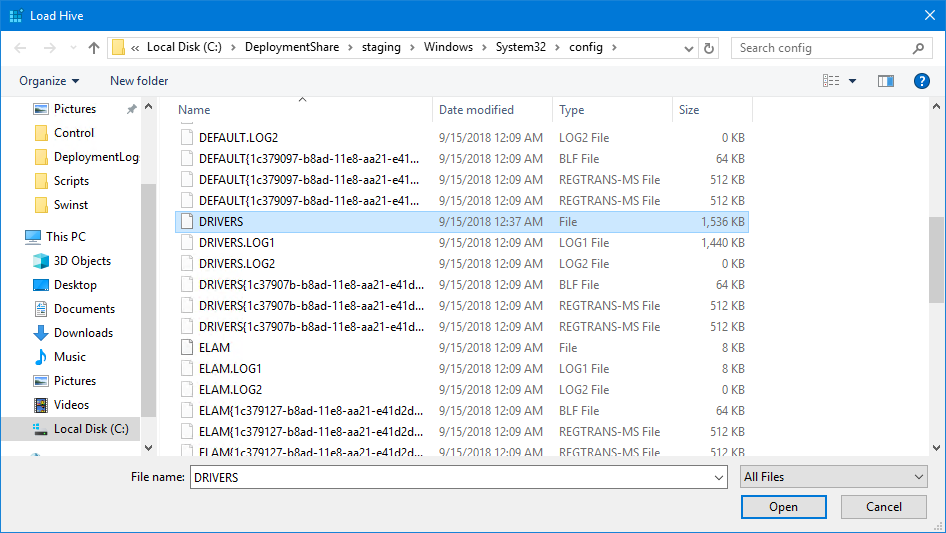 Load Hive
« Local Disk (C:) > DeploymentShare > staging > Windows > System32 > config >
Search config
Organize
New folder
Pictures
Control
DeploymentLog
Scripts
Swinst
This PC
3D Objects
Desktop
Documents
Downloads
Music
Pictures
Videos
Local Disk (C:)
Name Date modified Type Size
DEFAULT.LOG2 9/15/2018 12:09 AM LOG2 File 0 KB
DEFAULT{1c379097-b8ad-11e8-aa21-e41... 9/15/2018 12:09 AM BLF File 64 KB
DEFAULT{1c379097-b8ad-11e8-aa21-e41... 9/15/2018 12:09 AM REGTRANS-MS File 512 KB
DEFAULT{1c379097-b8ad-11e8-aa21-e41... 9/15/2018 12:09 AM REGTRANS-MS File 512 KB
DRIVERS 9/15/2018 12:37 AM File 1,536 KB
DRIVERS.LOG1 9/15/2018 12:09 AM LOG1 File 1,440 KB
DRIVERS.LOG2 9/15/2018 12:09 AM LOG2 File 0 KB
DRIVERS{1c37907b-b8ad-11e8-aa21-e41d... 9/15/2018 12:09 AM BLF File 64 KB
DRIVERS{1c37907b-b8ad-11e8-aa21-e41d... 9/15/2018 12:09 AM REGTRANS-MS File 512 KB
DRIVERS{1c37907b-b8ad-11e8-aa21-e41d... 9/15/2018 12:09 AM REGTRANS-MS File 512 KB
ELAM 9/15/2018 12:09 AM File 8 KB
ELAM.LOG1 9/15/2018 12:09 AM LOG1 File 8 KB
ELAM.LOG2 9/15/2018 12:09 AM LOG2 File 0 KB
ELAM{1c379127-b8ad-11e8-aa21-e41d2d... 9/15/2018 12:09 AM BLF File 64 KB
ELAM{1c379127-b8ad-11e8-aa21-e41d2d... 9/15/2018 12:09 AM REGTRANS-MS File 512 KB
ELAM{1c379127-b8ad-11e8-aa21-e41d2d... 9/15/2018 12:09 AM REGTRANS-MS File 512 KB
File name: DRIVERS
All Files
Open
Cancel